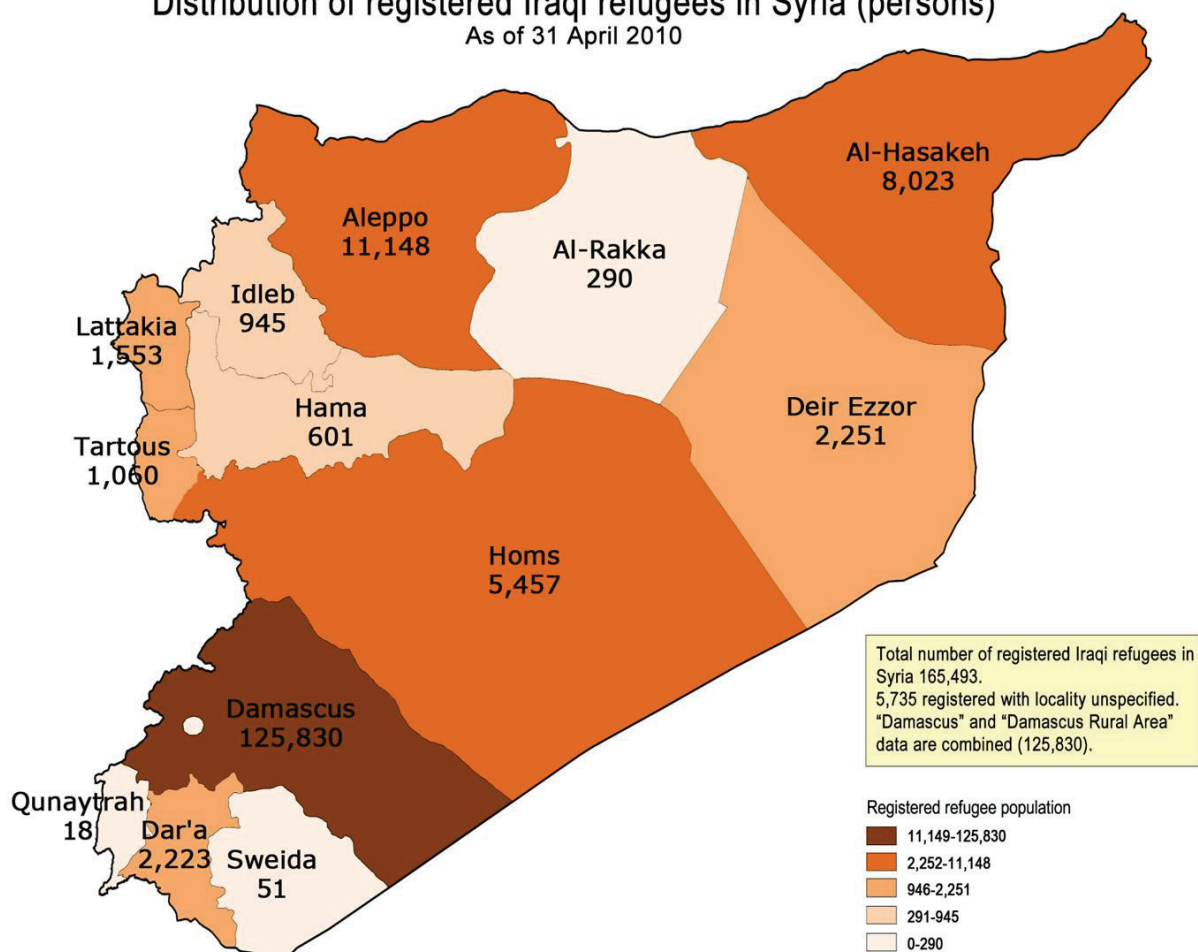 Distribution of registered Iraqi refugees in Syria (persons)
As of 31 April 2010
Al-Hasakeh
8,023
Aleppo
11,148
Al-Rakka
290
Idleb
945
Lattakia
1,553
Hama
601
Deir Ezzor
2,251
Tartous
1,060
Homs
5,457
Damascus
125,830
Qunaytrah
18
Dar'a
2,223
Sweida
51
Total number of registered Iraqi refugees in
Syria 165,493.
5,735 registered with locality unspecified.
“Damascus” and “Damascus Rural Area”
data are combined (125,830).
Registered refugee population
11,149-125,830
2,252-11,148
946-2,251
291-945
0-290